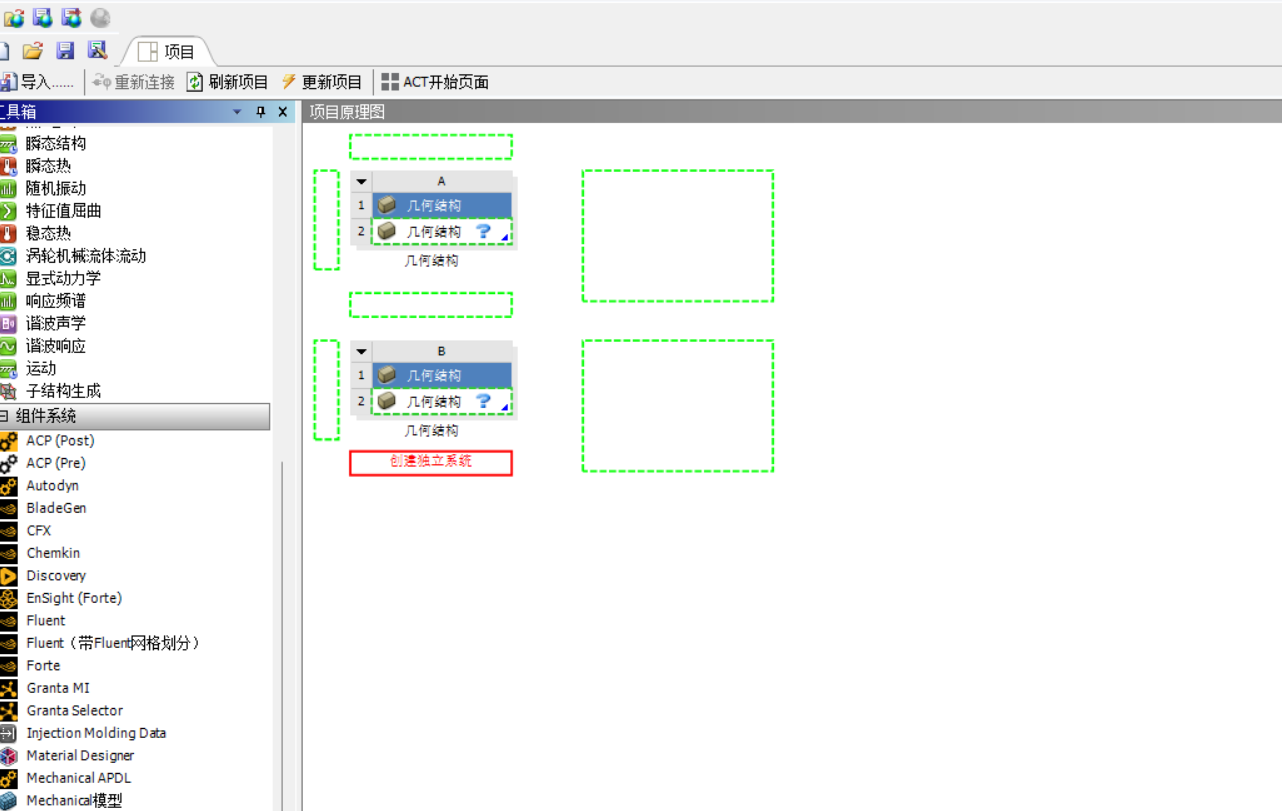 项目
导入...... 重新连接 刷新项目 更新项目 ACT开始页面
工具箱
项目原理图
瞬态结构
瞬态热
随机振动
特征值屈曲
稳态热
涡轮机械流体流动
显式动力学
响应频谱
谐波声学
谐波响应
运动
子结构生成
组件系统
ACP (Post)
ACP (Pre)
Autodyn
BladeGen
CFX
Chemkin
Discovery
EnSight (Forte)
Fluent
Fluent（带Fluent网格划分）
Forte
Granta MI
Granta Selector
Injection Molding Data
Material Designer
Mechanical APDL
Mechanical模型
A
1 几何结构
2 几何结构 ?
几何结构
B
1 几何结构
2 几何结构 ?
几何结构
创建独立系统